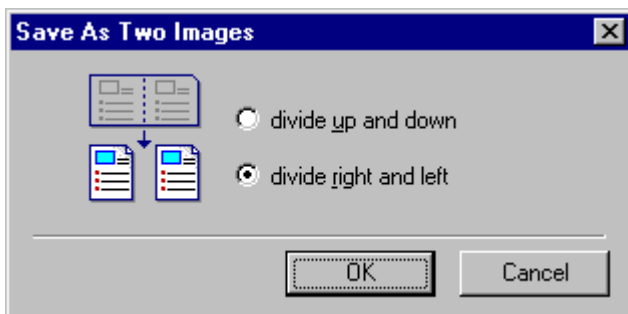 Save As Two Images
divide up and down
divide right and left
OK
Cancel